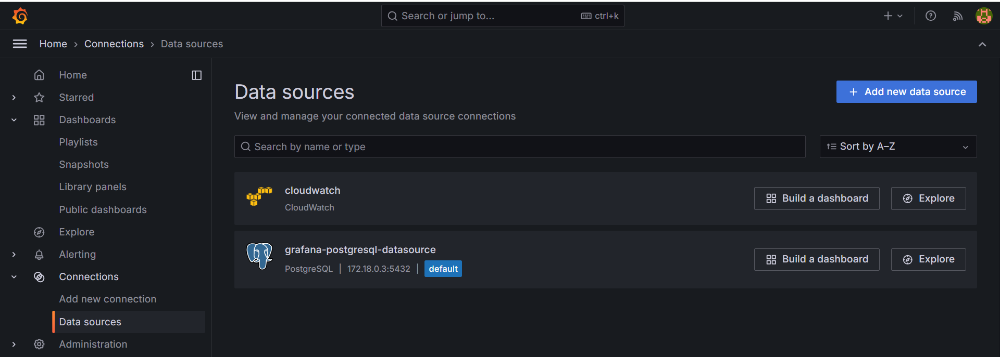 Search or jump to...
ctrl+k
Home
Connections
Data sources
Home
Starred
Dashboards
Playlists
Snapshots
Library panels
Public dashboards
Explore
Alerting
Connections
Add new connection
Data sources
Administration
Data sources
Add new data source
View and manage your connected data source connections
Search by name or type
Sort by A–Z
cloudwatch
CloudWatch
Build a dashboard
Explore
grafana-postgresql-datasource
PostgreSQL | 172.18.0.3:5432 | default
Build a dashboard
Explore